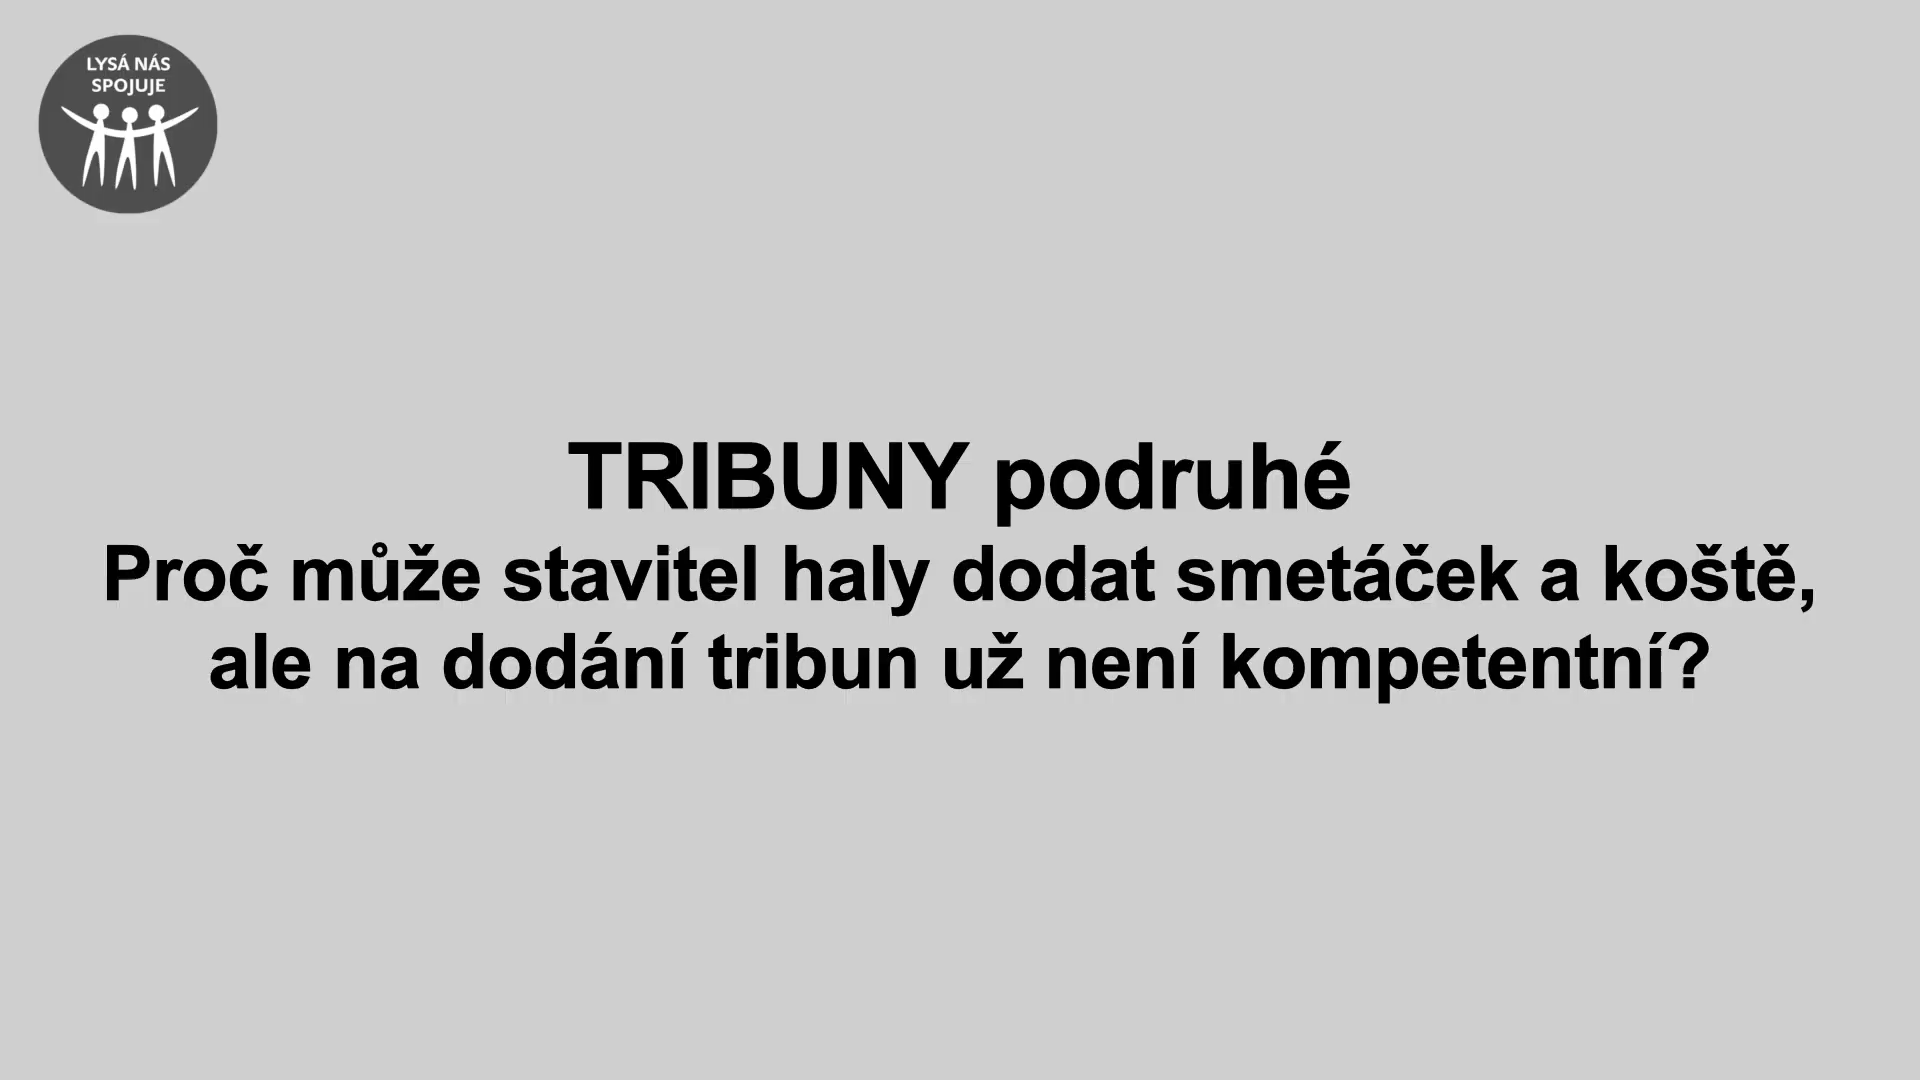 LYSÁ NÁS
SPOJUJE
TRIBUNY podruhé
Proč může stavitel haly dodat smetáček a koště,
ale na dodání tribun už není kompetentní?